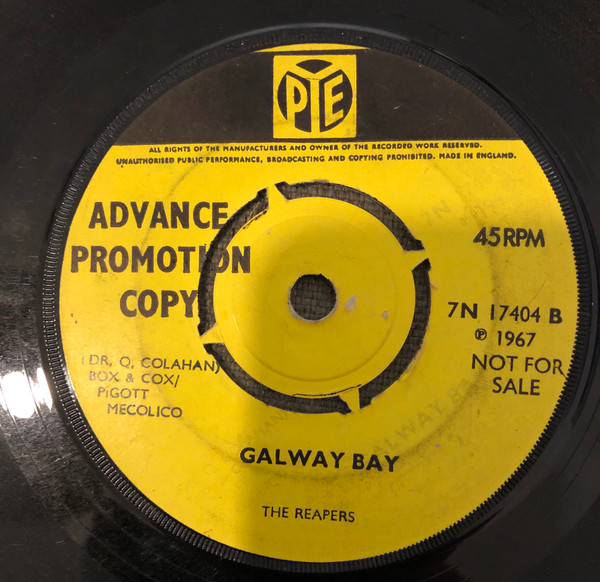 PYE
ALL RIGHTS OF THE MANUFACTURERS AND OWNER OF THE RECORDED WORK RESERVED.
UNAUTHORISED PUBLIC PERFORMANCE, BROADCASTING AND COPYING PROHIBITED. MADE IN ENGLAND.
ADVANCE
PROMOTION
COPY
45 RPM
7N 17404 B
℗ 1967
NOT FOR
SALE
(DR. Q. COLAHAN)
BOX & COX/
PIGOTT
MECOLICO
GALWAY BAY
THE REAPERS